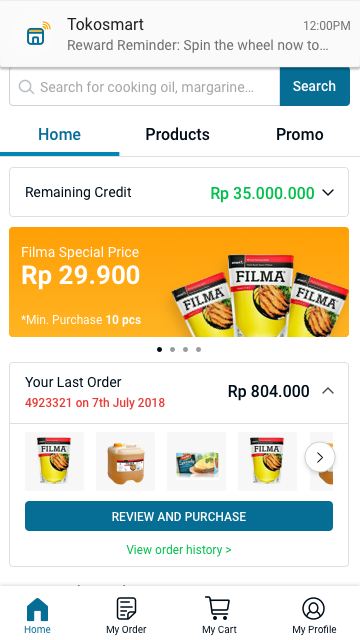 Tokosmart
12:00PM
Reward Reminder: Spin the wheel now to...
Search for cooking oil, margarine...
Search
Home
Products
Promo
Remaining Credit
Rp 35.000.000
Filma Special Price
Rp 29.900
*Min. Purchase 10 pcs
FILMA
FILMA
FILMA
Your Last Order
Rp 804.000
4923321 on 7th July 2018
FILMA
FILMA
REVIEW AND PURCHASE
View order history >
Home
My Order
My Cart
My Profile